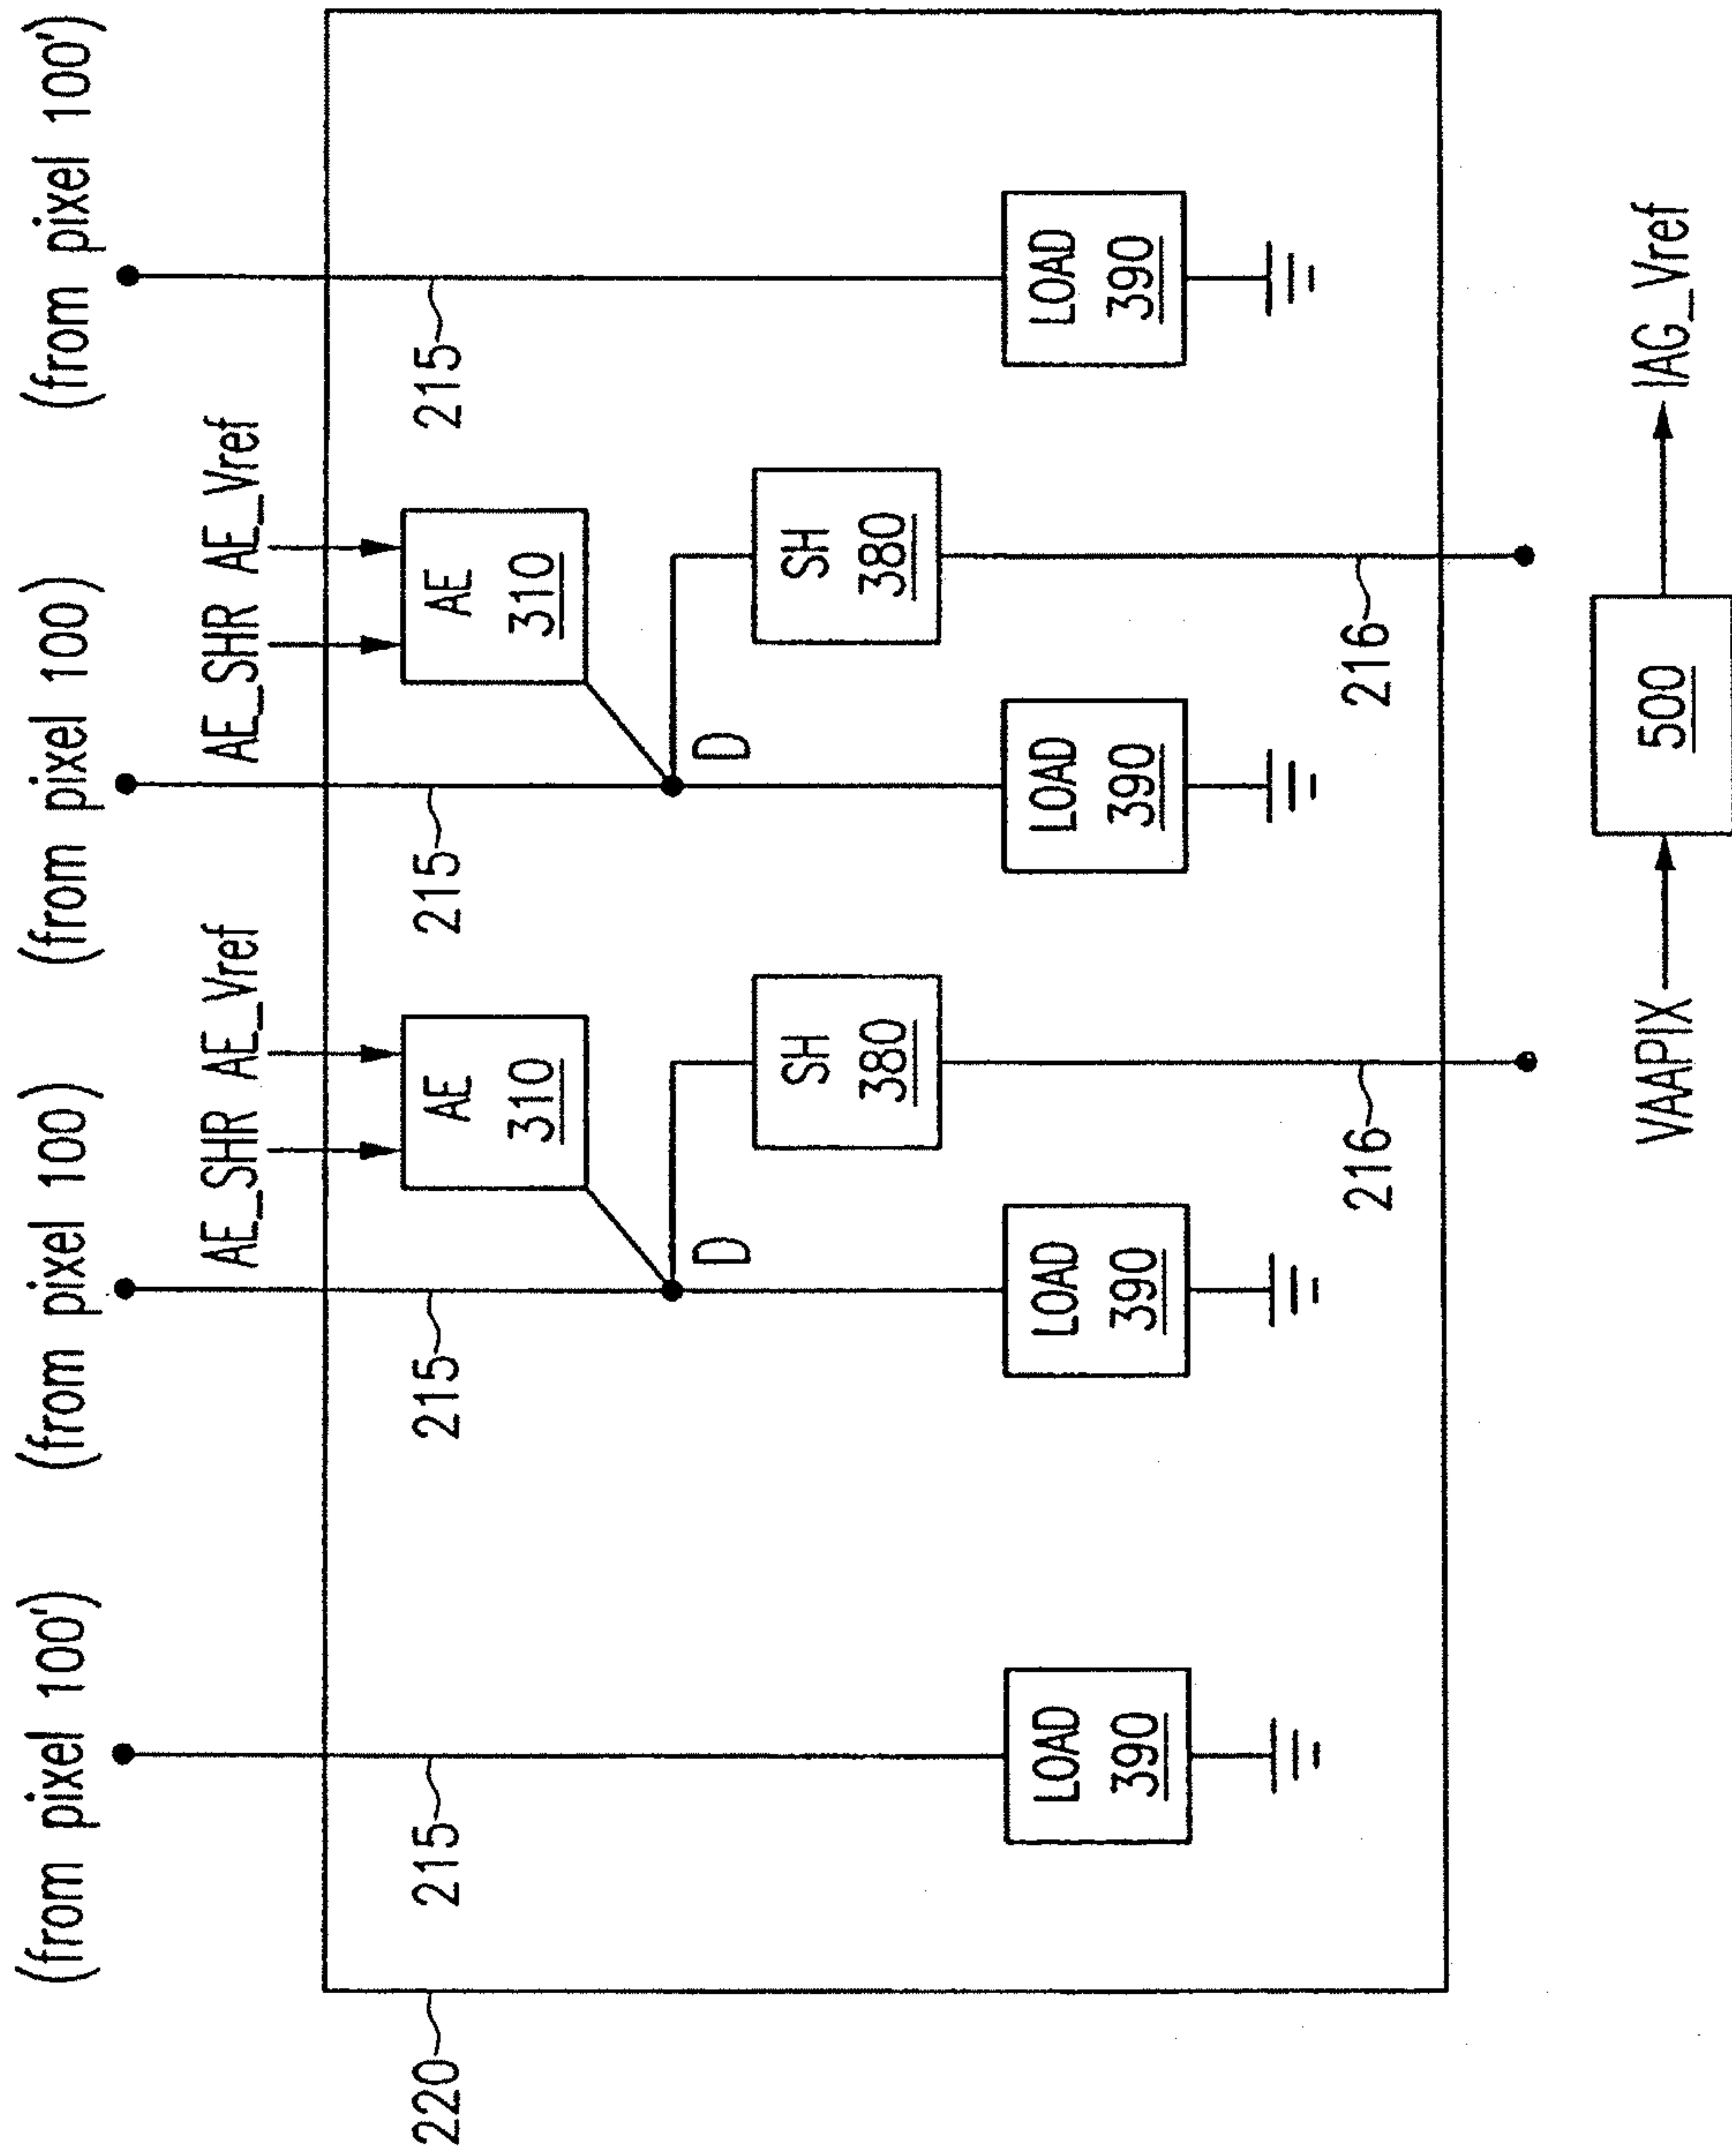 (from pixel 100')
(from pixel 100)
(from pixel 100)
(from pixel 100')
AE_SHR AE_Vref
AE_SHR AE_Vref
220
215
215
215
215
AE
310
AE
310
D
D
SH
380
SH
380
LOAD
390
LOAD
390
LOAD
390
LOAD
390
216
216
VAAPIX
500
IAG_Vref